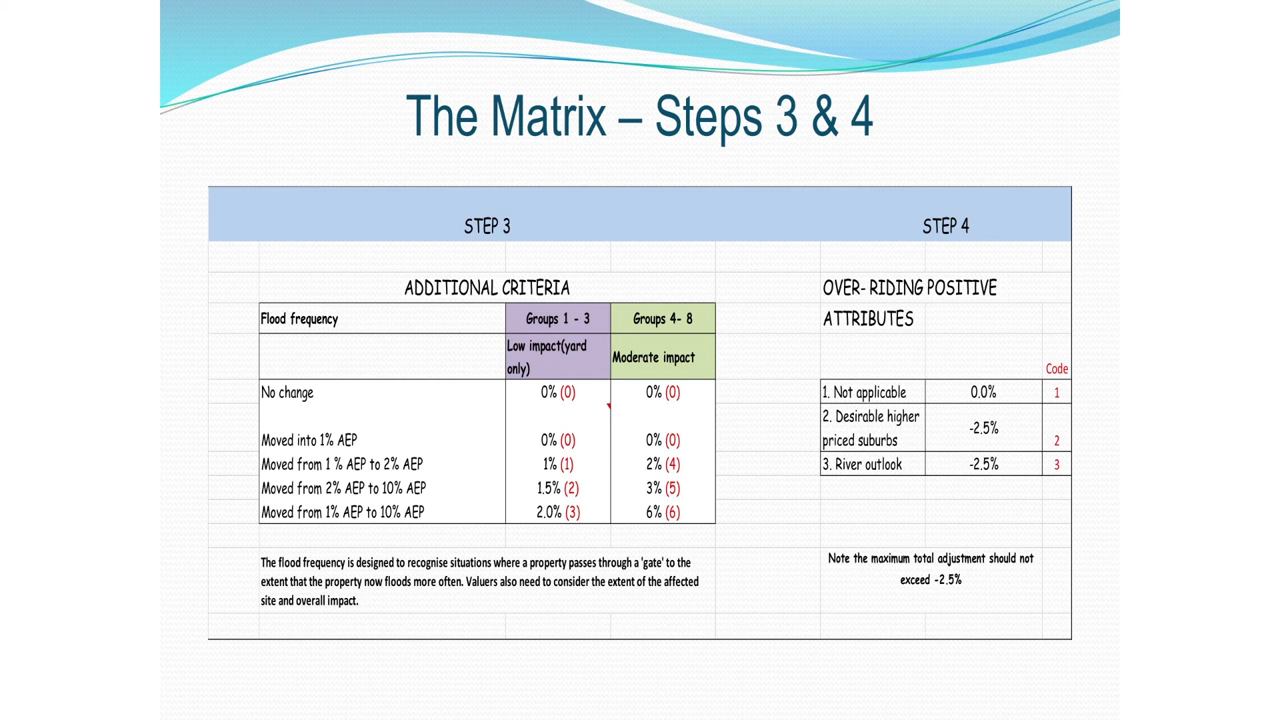 The Matrix – Steps 3 & 4
STEP 3 STEP 4
ADDITIONAL CRITERIA OVER- RIDING POSITIVE
Flood frequency Groups 1 - 3 Groups 4- 8 ATTRIBUTES
Low impact(yard
only) Moderate impact Code
No change 0% (0) 0% (0) 1. Not applicable 0.0% 1
2. Desirable higher
priced suburbs -2.5% 2
Moved into 1% AEP 0% (0) 0% (0)
Moved from 1 % AEP to 2% AEP 1% (1) 2% (4) 3. River outlook -2.5% 3
Moved from 2% AEP to 10% AEP 1.5% (2) 3% (5)
Moved from 1% AEP to 10% AEP 2.0% (3) 6% (6)
The flood frequency is designed to recognise situations where a property passes through a 'gate' to the
extent that the property now floods more often. Valuers also need to consider the extent of the affected
site and overall impact.
Note the maximum total adjustment should not
exceed -2.5%